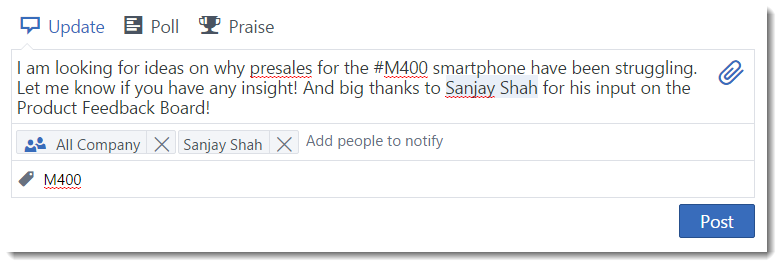 Update Poll Praise
I am looking for ideas on why presales for the #M400 smartphone have been struggling.
Let me know if you have any insight! And big thanks to Sanjay Shah for his input on the
Product Feedback Board!
All Company Sanjay Shah Add people to notify
M400
Post